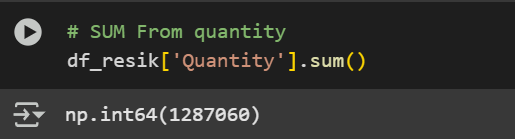 # SUM From quantity
df_resik['Quantity'].sum()
np.int64(1287060)